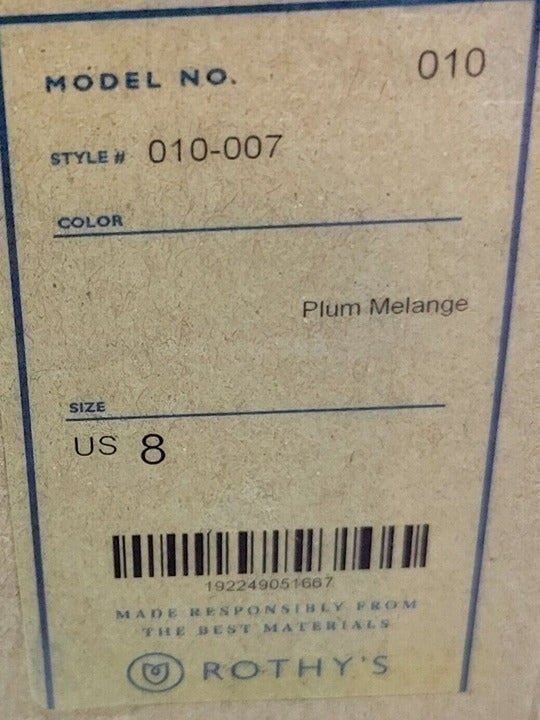 MODEL NO. 010
STYLE # 010-007
COLOR
Plum Melange
SIZE
US 8
192249051667
MADE RESPONSIBLY FROM
THE BEST MATERIALS
ROTHY'S